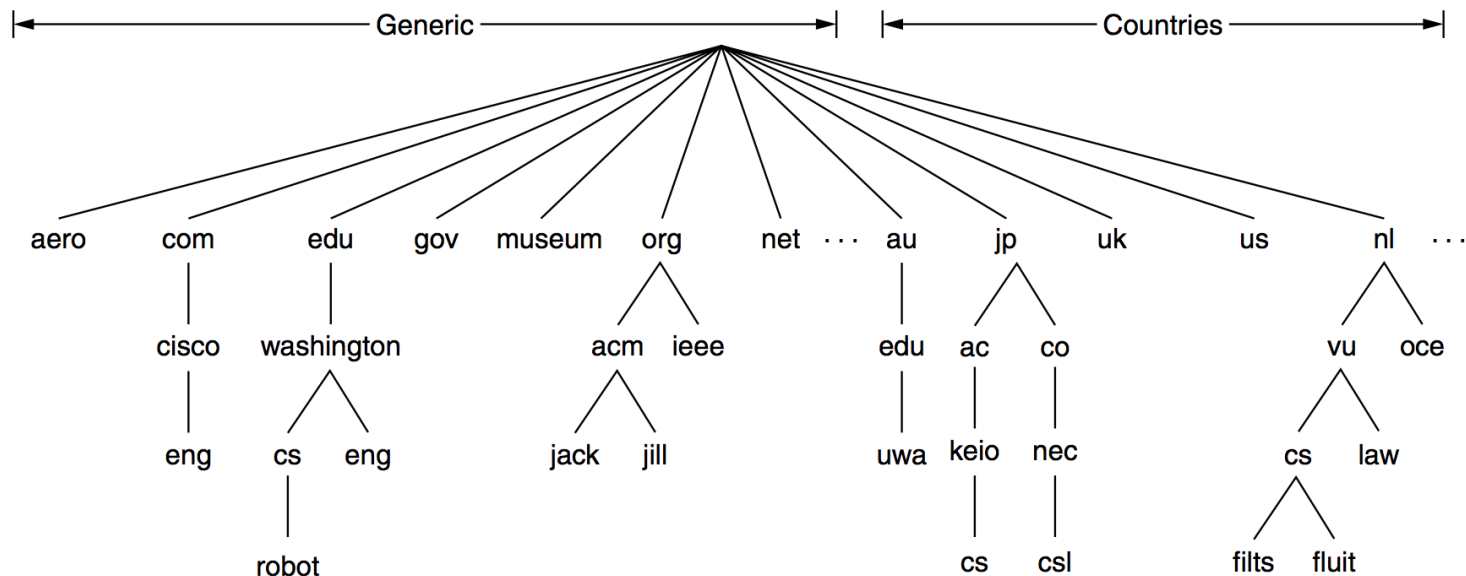 Generic Countries
aero com edu gov museum org net ... au jp uk us nl ...
cisco washington acm ieee edu ac co vu oce
eng cs eng jack jill uwa keio nec cs law
robot cs csl filts fluit